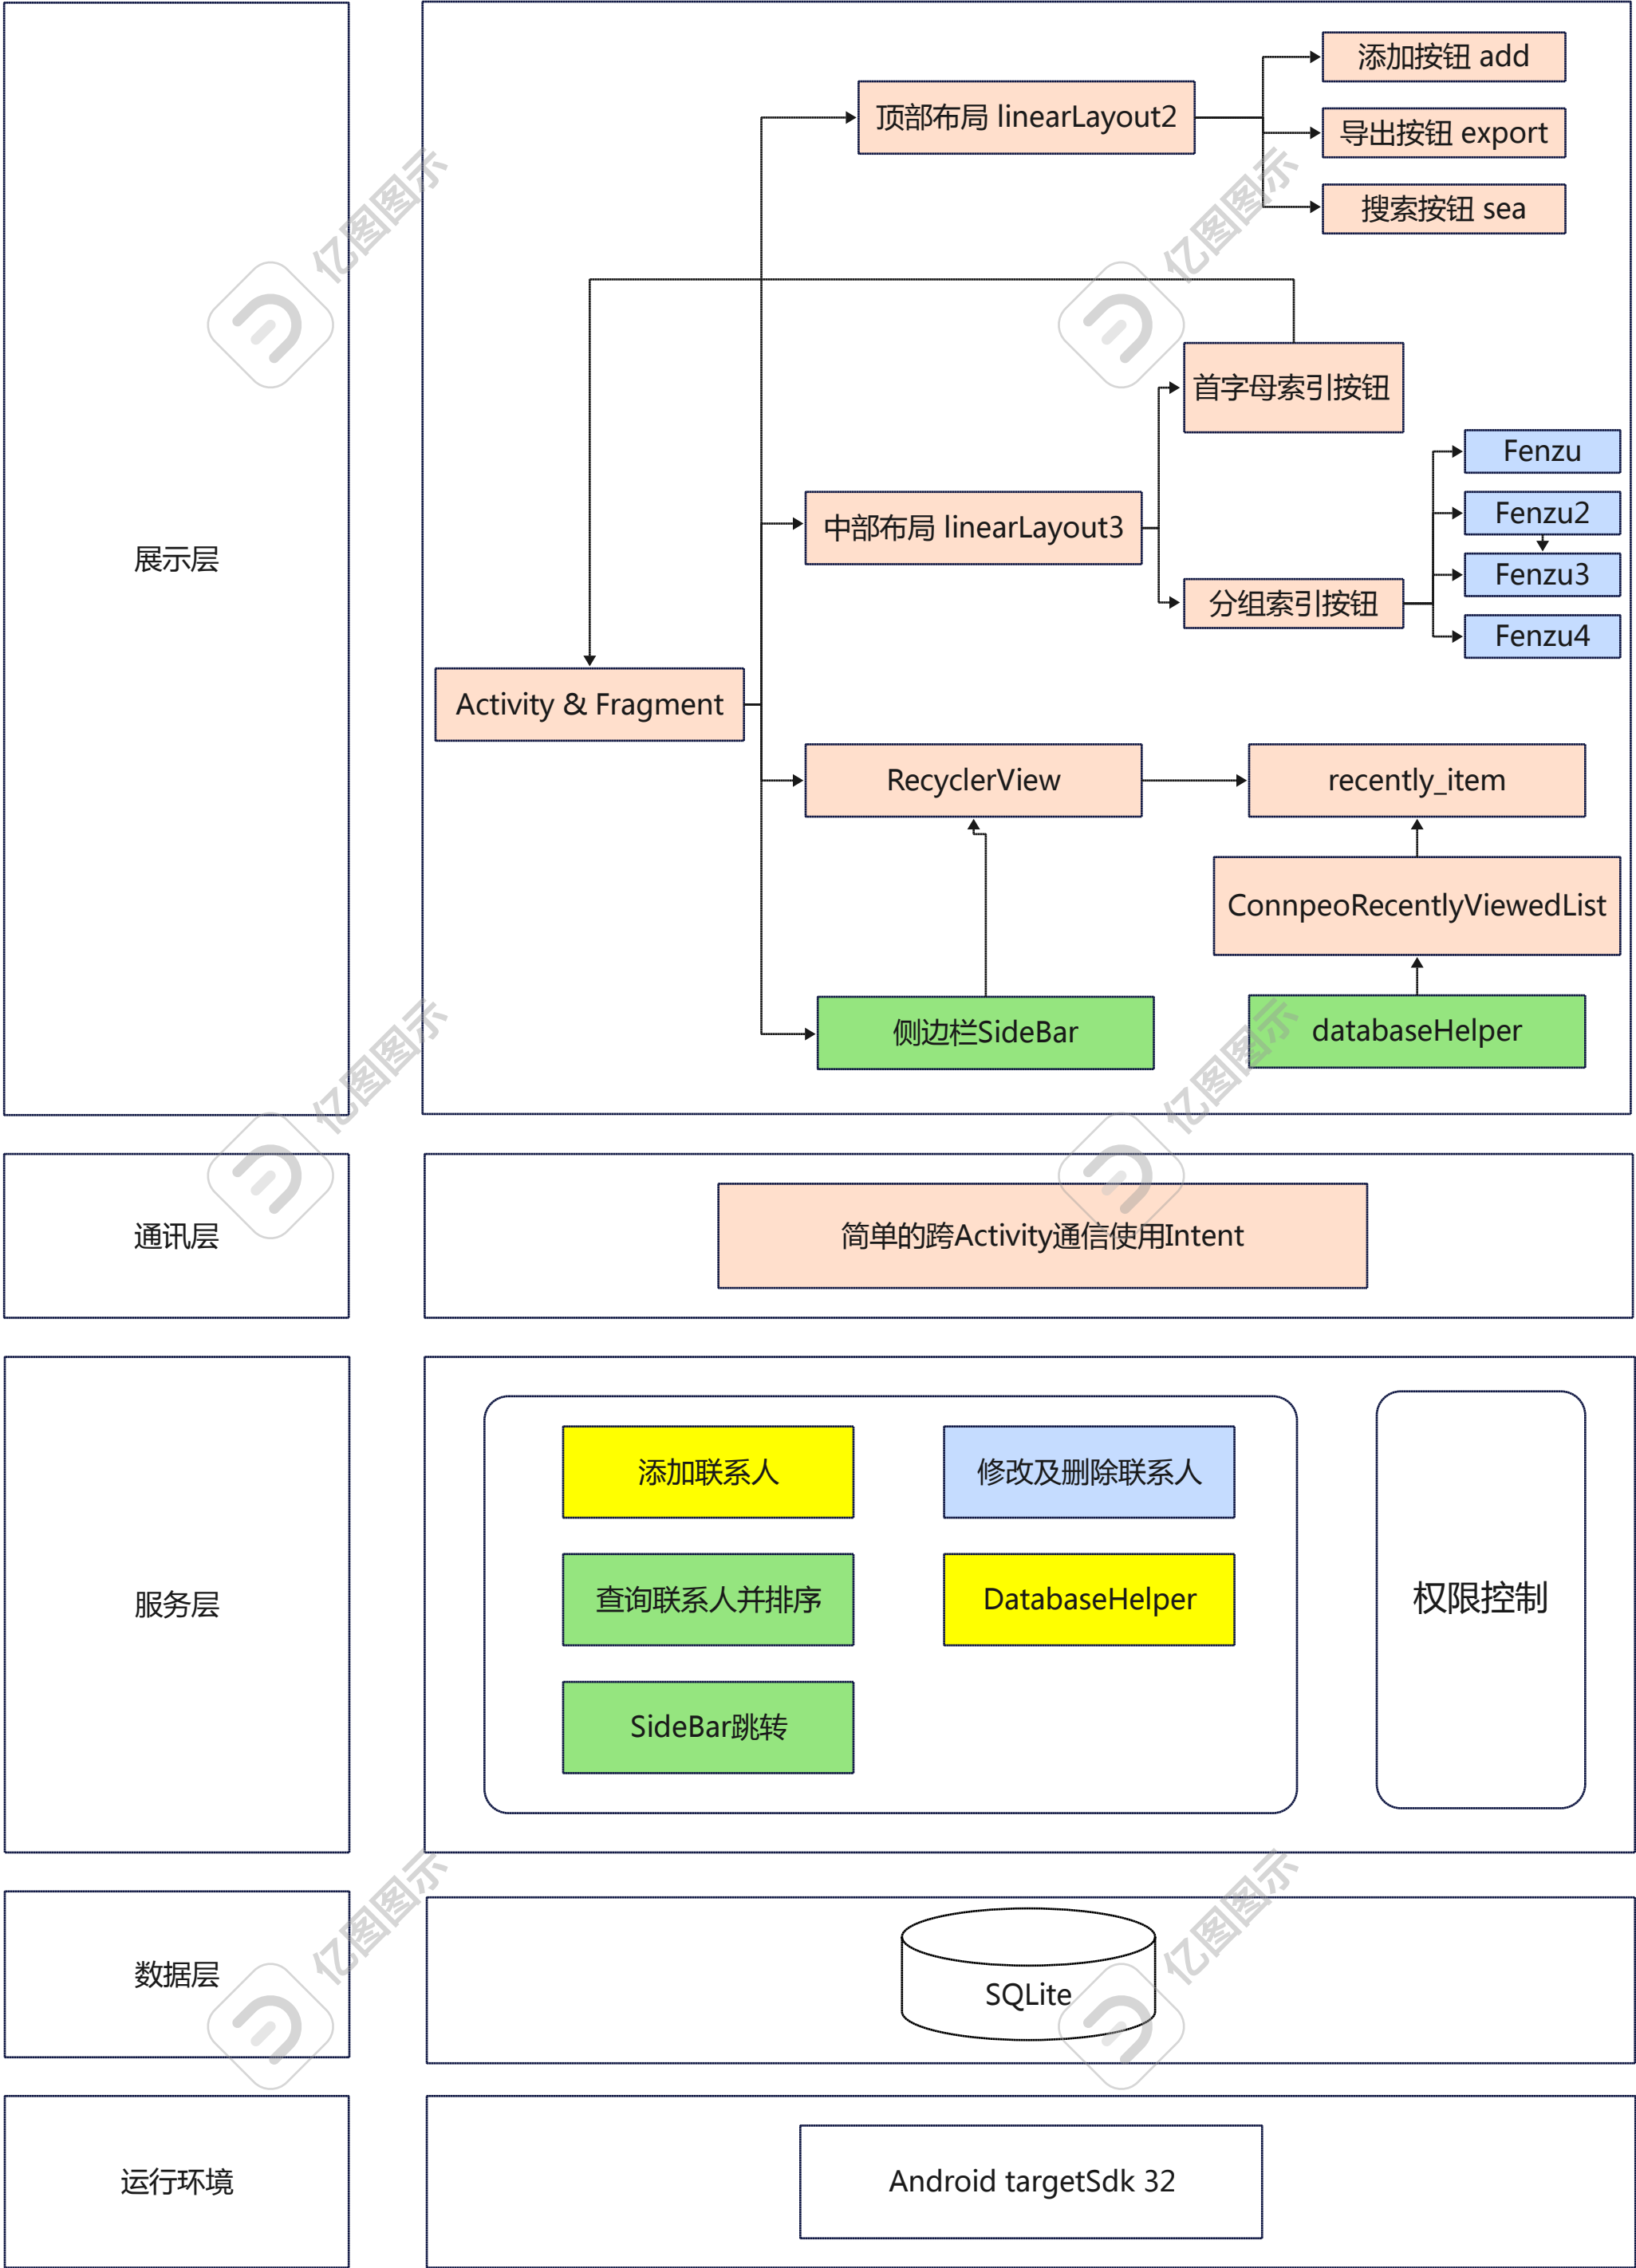 展示层
添加按钮 add
顶部布局 linearLayout2
导出按钮 export
搜索按钮 sea
亿图图示
亿图图示
首字母索引按钮
Fenzu
中部布局 linearLayout3
Fenzu2
Fenzu3
分组索引按钮
Fenzu4
Activity & Fragment
RecyclerView
recently_item
ConnpeoRecentlyViewedList
侧边栏SideBar
databaseHelper
亿图图示
亿图图示
通讯层
简单的跨Activity通信使用Intent
服务层
添加联系人
修改及删除联系人
查询联系人并排序
DatabaseHelper
SideBar跳转
权限控制
亿图图示
亿图图示
数据层
SQLite
运行环境
Android targetSdk 32